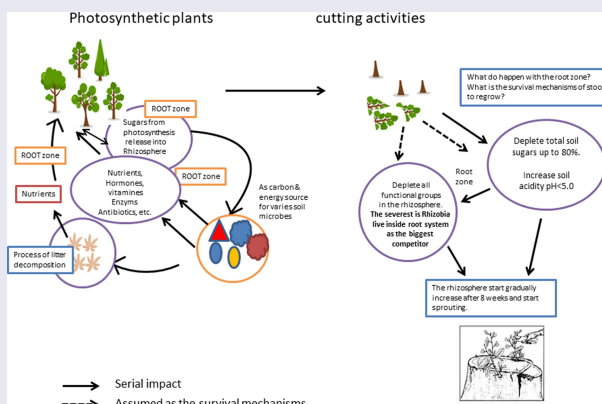 Photosynthetic plants
cutting activities
ROOT zone
Sugars from
photosynthesis
release into
Rhizosphere
ROOT zone
Nutrients,
Hormones,
vitamines
Enzyms
Antibiotics, etc.
ROOT zone
Nutrients
Process of litter
decomposition
As carbon &
energy source
for varies soil
microbes
What do happen with the root zone?
What is the survival mechanisms of stoo
to regrow?
Deplete total soil
sugars up to 80%.
Increase soil
acidity pH<5.0
Root
zone
Deplete all
functional groups
in the rhizosphere.
The severest is Rhizobia
live inside root system
as the biggest
competitor
The rhizosphere start gradually
increase after 8 weeks and start
sprouting.
Serial impact
Assumed as the survival mechanisms